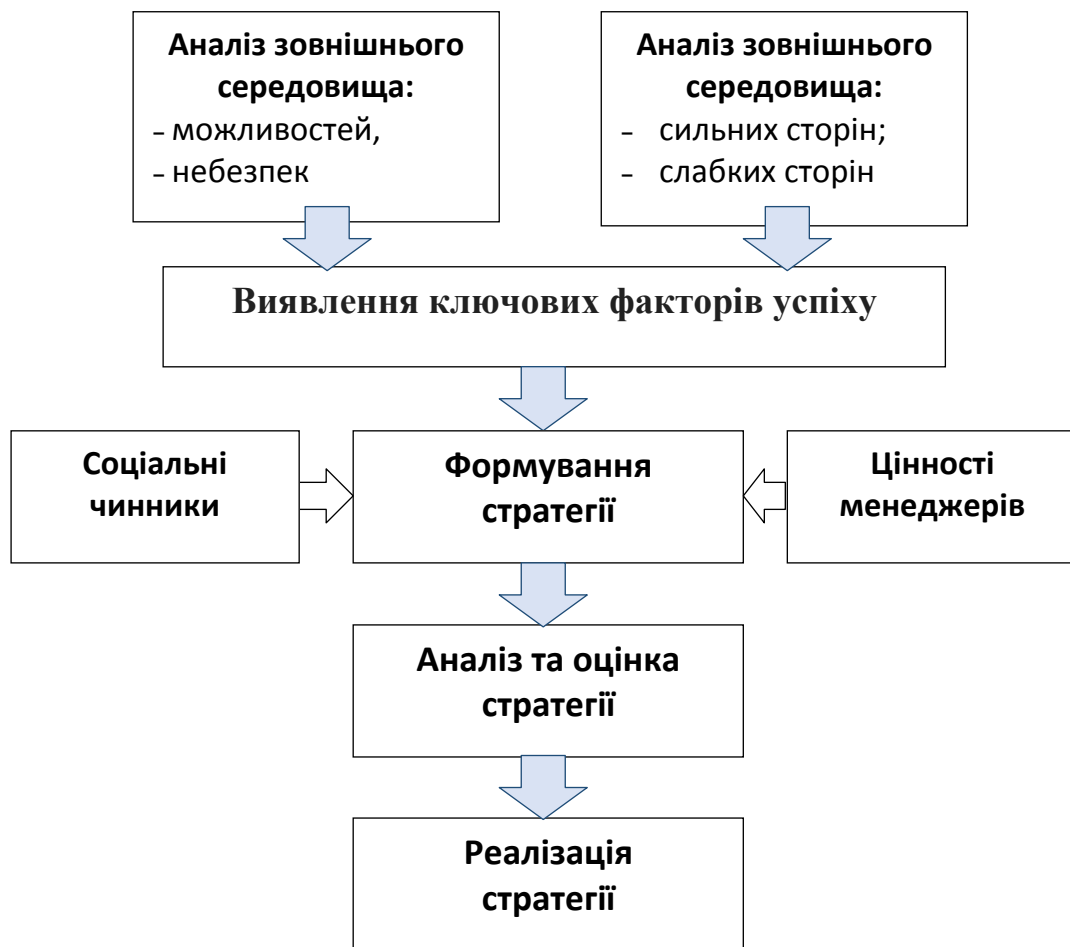 Аналіз зовнішнього
середовища:
- можливостей,
- небезпек
Аналіз зовнішнього
середовища:
- сильних сторін;
- слабких сторін
Виявлення ключових факторів успіху
Соціальні
чинники
Формування
стратегії
Цінності
менеджерів
Аналіз та оцінка
стратегії
Реалізація
стратегії